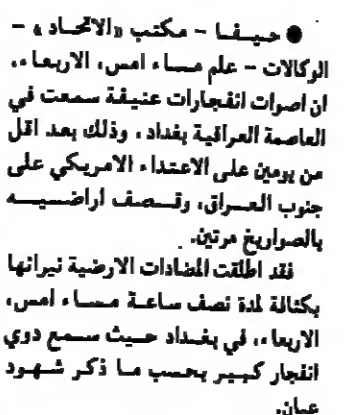 ● حيفا - مكتب «الاتحاد» -
الوكالات - علم مساء امس، الاربعاء،
ان اصوات انفجارات عنيفة سمعت في
العاصمة العراقية بغداد، وذلك بعد اقل
من يومين على الاعتداء الامريكي على
جنوب العراق، وقصف اراضيه
بالصواريخ مرتين.
فقد اطلقت المضادات الارضية نيرانها
بكثافة لمدة نصف ساعة مساء امس،
الاربعاء، في بغداد حيث سمع دوي
انفجار كبير بحسب ما ذكر شهود
عيان.